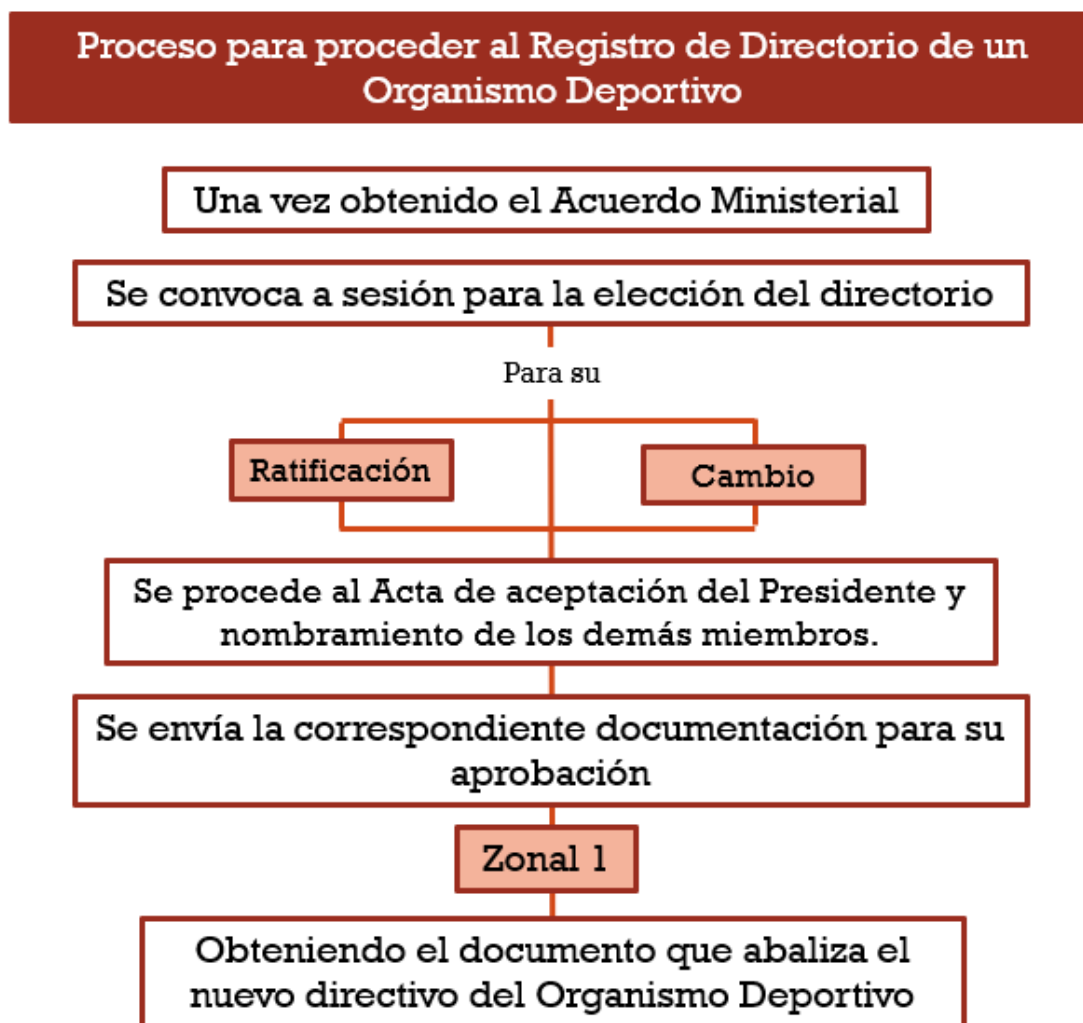 Proceso para proceder al Registro de Directorio de un
Organismo Deportivo
Una vez obtenido el Acuerdo Ministerial
Se convoca a sesión para la elección del directorio
Para su
Ratificación
Cambio
Se procede al Acta de aceptación del Presidente y
nombramiento de los demás miembros.
Se envía la correspondiente documentación para su
aprobación
Zonal 1
Obteniendo el documento que abaliza el
nuevo directivo del Organismo Deportivo